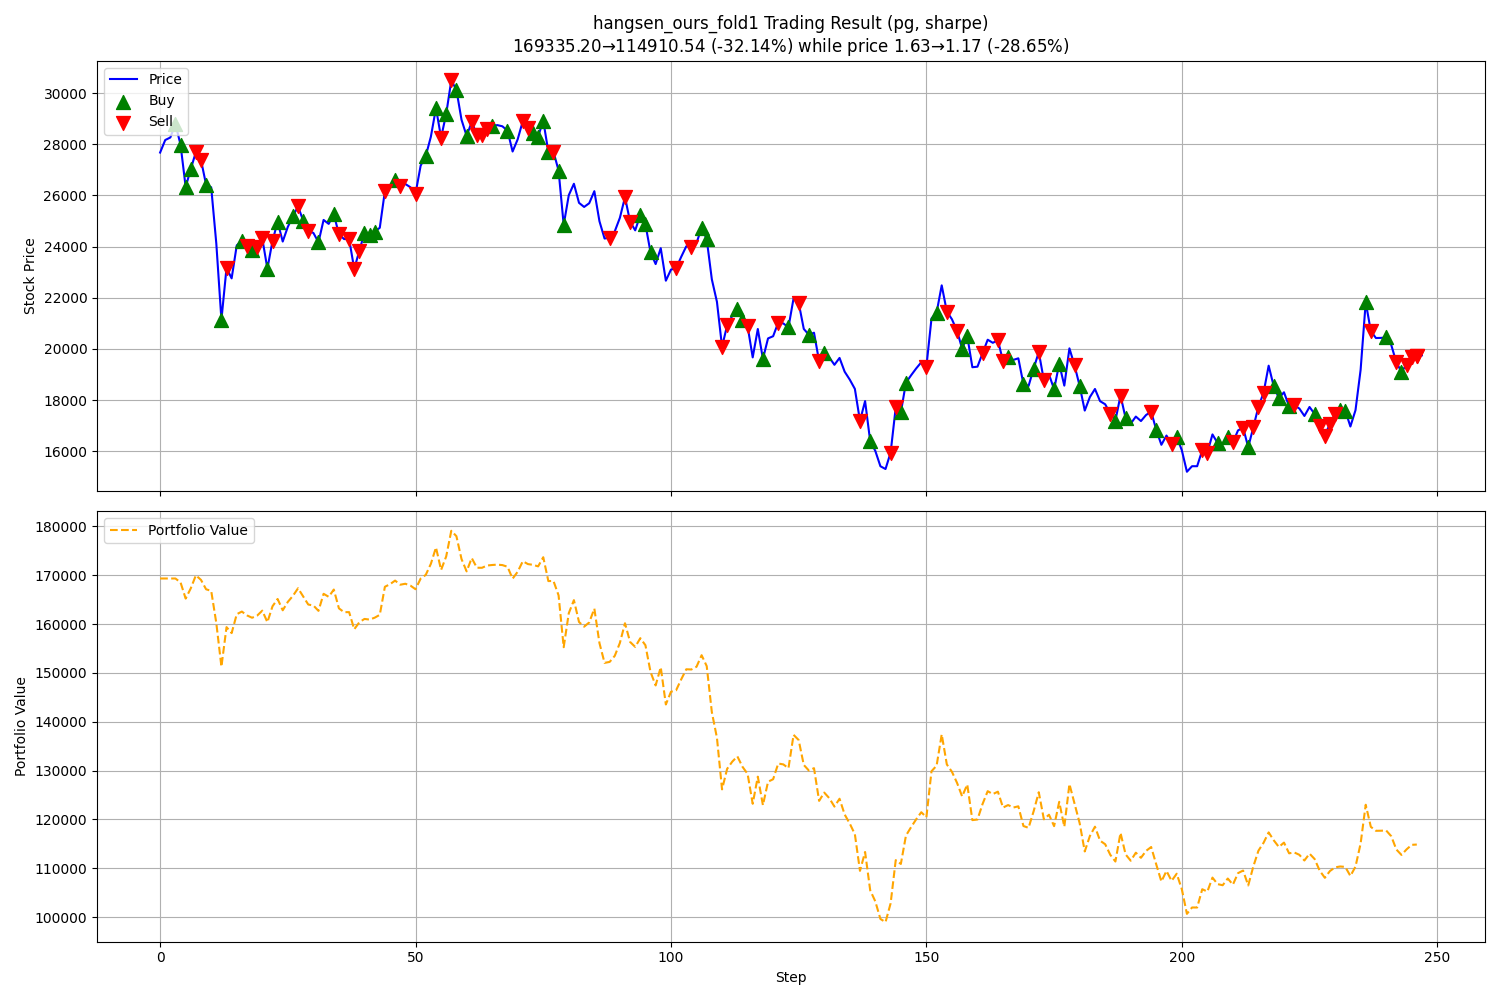 hangsen_ours_fold1 Trading Result (pg, sharpe)
169335.20→114910.54 (-32.14%) while price 1.63→1.17 (-28.65%)
Price
Buy
Sell
30000
28000
26000
24000
22000
20000
18000
16000
Stock Price
Portfolio Value
180000
170000
160000
150000
140000
130000
120000
110000
100000
Portfolio Value
0
50
100
150
200
250
Step